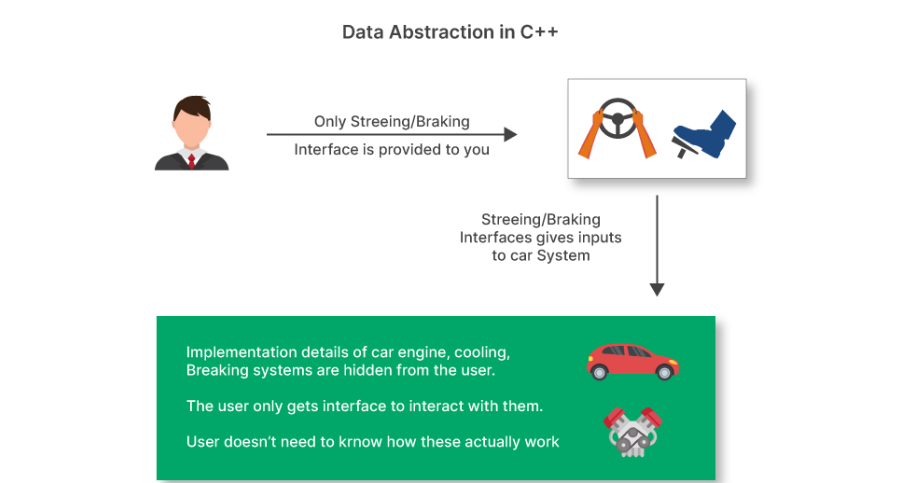 Data Abstraction in C++
Only Streeing/Braking
Interface is provided to you
Streeing/Braking
Interfaces gives inputs
to car System
Implementation details of car engine, cooling,
Breaking systems are hidden from the user.
The user only gets interface to interact with them.
User doesn't need to krnow how these actually work